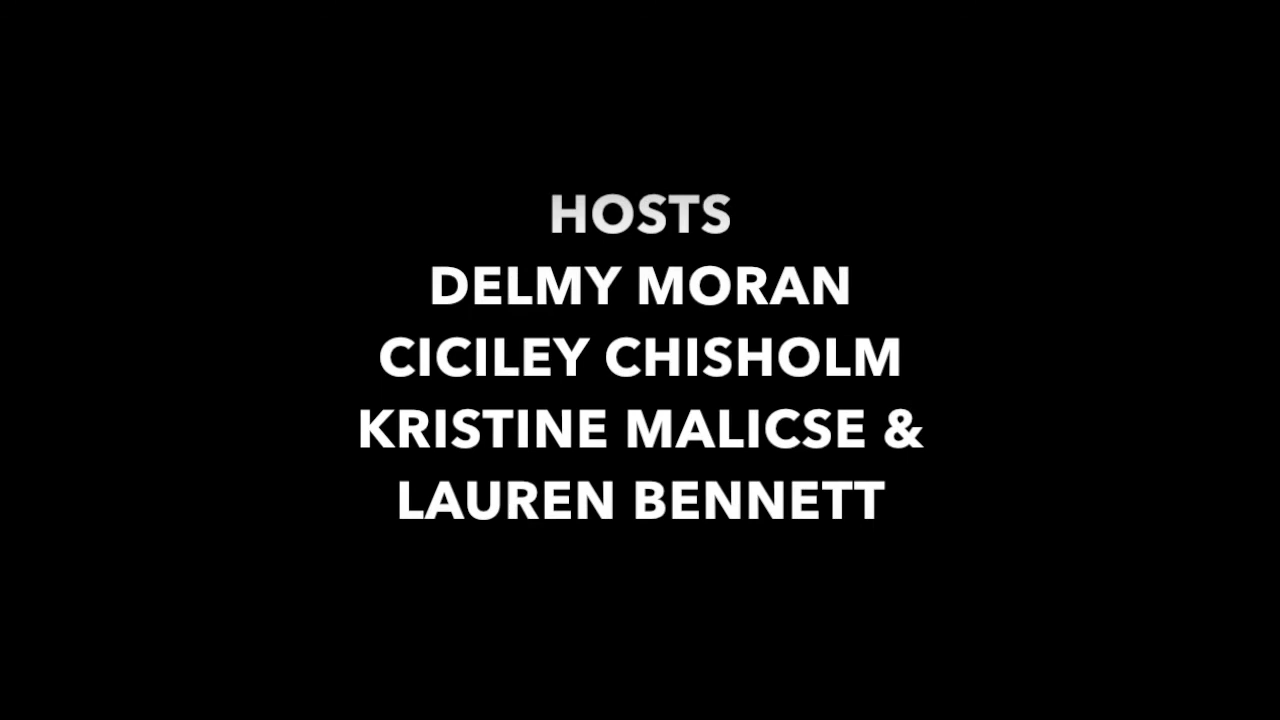 HOSTS
DELMY MORAN
CICILEY CHISHOLM
KRISTINE MALICSE &
LAUREN BENNETT